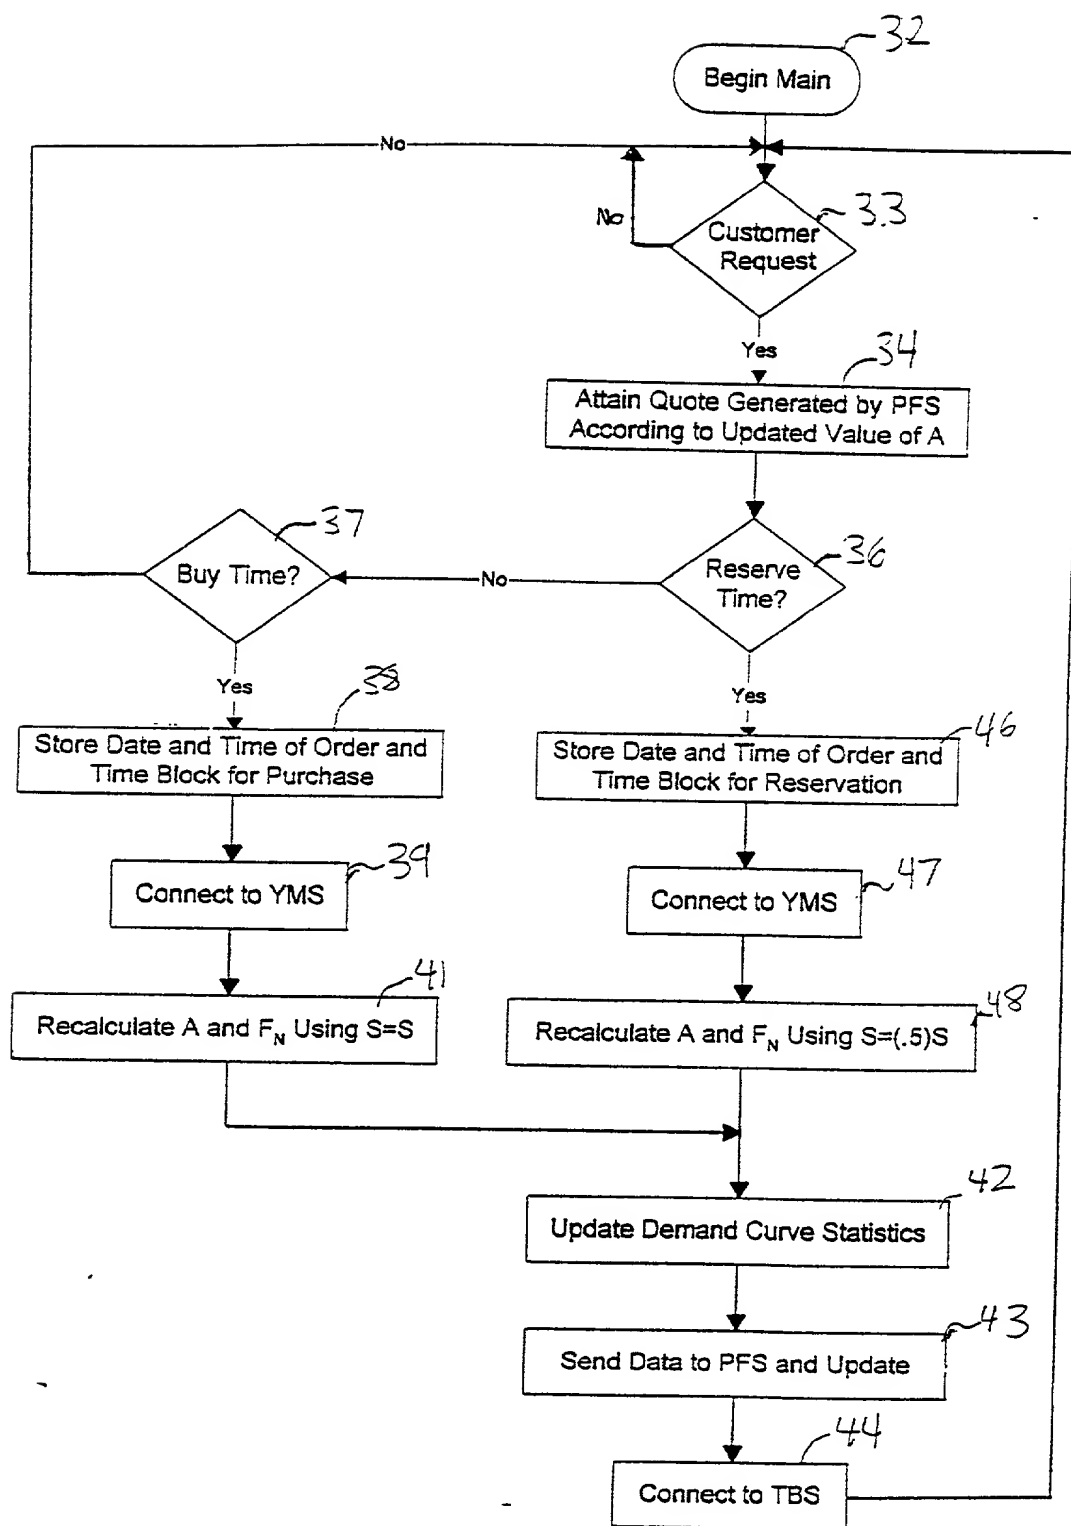 32
Begin Main
No
No
33
Customer
Request
Yes
34
Attain Quote Generated by PFS
According to Updated Value of A
37
Buy Time?
No
36
Reserve
Time?
Yes
38
Store Date and Time of Order and
Time Block for Purchase
Yes
46
Store Date and Time of Order and
Time Block for Reservation
39
Connect to YMS
47
Connect to YMS
41
Recalculate A and F_N Using S=S
48
Recalculate A and F_N Using S=(.5)S
42
Update Demand Curve Statistics
43
Send Data to PFS and Update
44
Connect to TBS